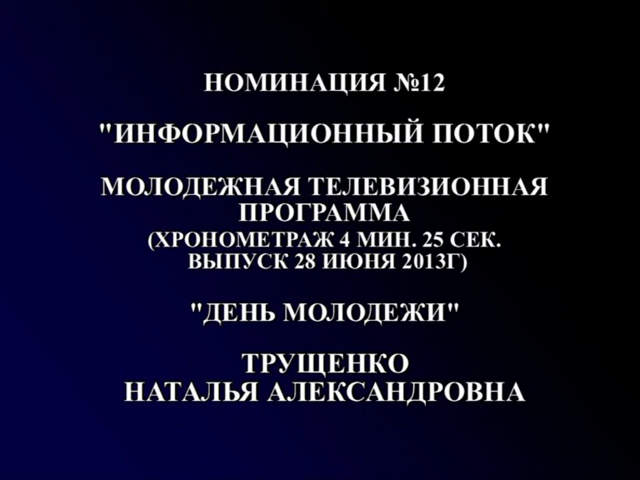 НОМИНАЦИЯ №12
"ИНФОРМАЦИОННЫЙ ПОТОК"
МОЛОДЕЖНАЯ ТЕЛЕВИЗИОННАЯ
ПРОГРАММА
(ХРОНОМЕТРАЖ 4 МИН. 25 СЕК.
ВЫПУСК 28 ИЮНЯ 2013Г)
"ДЕНЬ МОЛОДЕЖИ"
ТРУЩЕНКО
НАТАЛЬЯ АЛЕКСАНДРОВНА